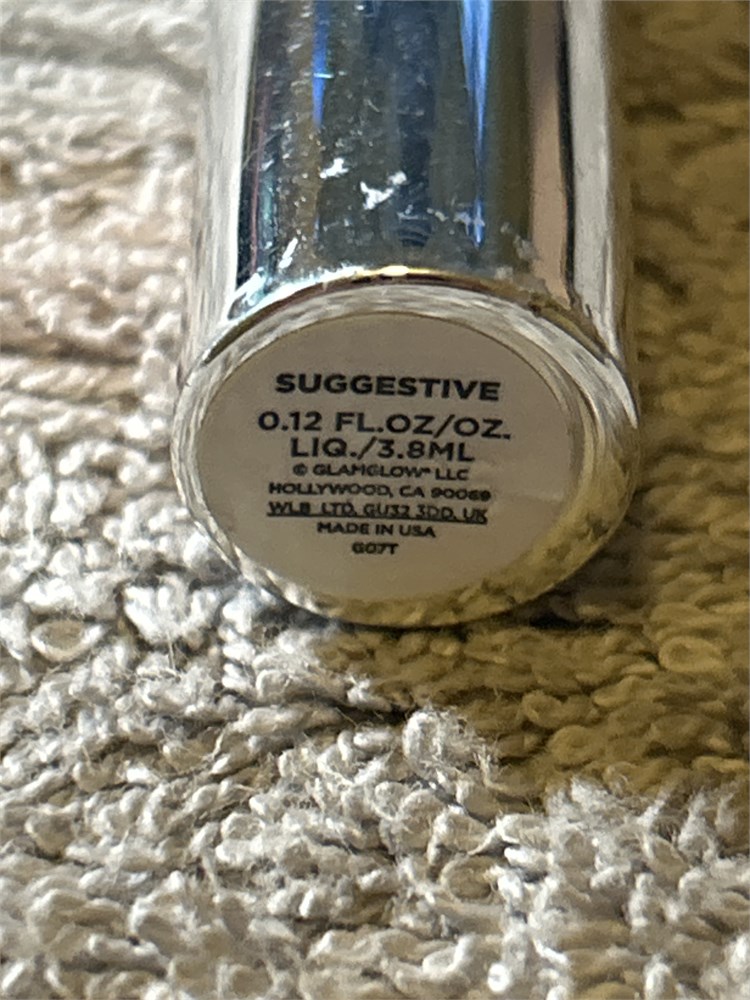 SUGGESTIVE
0.12 FL.OZ/OZ.
LIQ./3.8ML
© GLAMGLOW® LLC
HOLLYWOOD, CA 90069
WLB LTD, GU32 3DD, UK
MADE IN USA
G07T